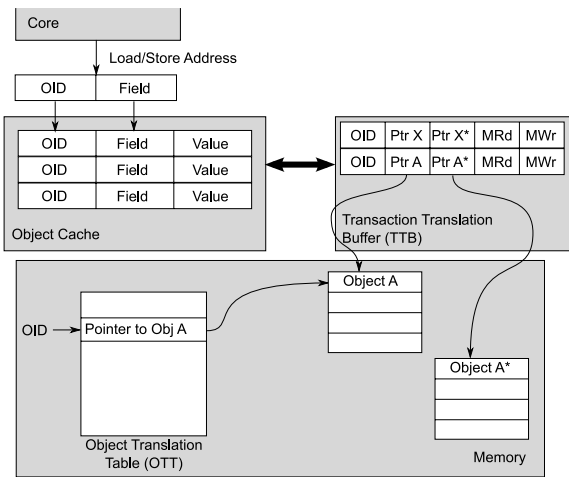 Core
Load/Store Address
OID Field
OID Field Value
OID Field Value
OID Field Value
Object Cache
OID Ptr X Ptr X* MRd MWr
OID Ptr A Ptr A* MRd MWr
Transaction Translation
Buffer (TTB)
Object A
OID
Pointer to Obj A
Object A*
Object Translation
Table (OTT)
Memory